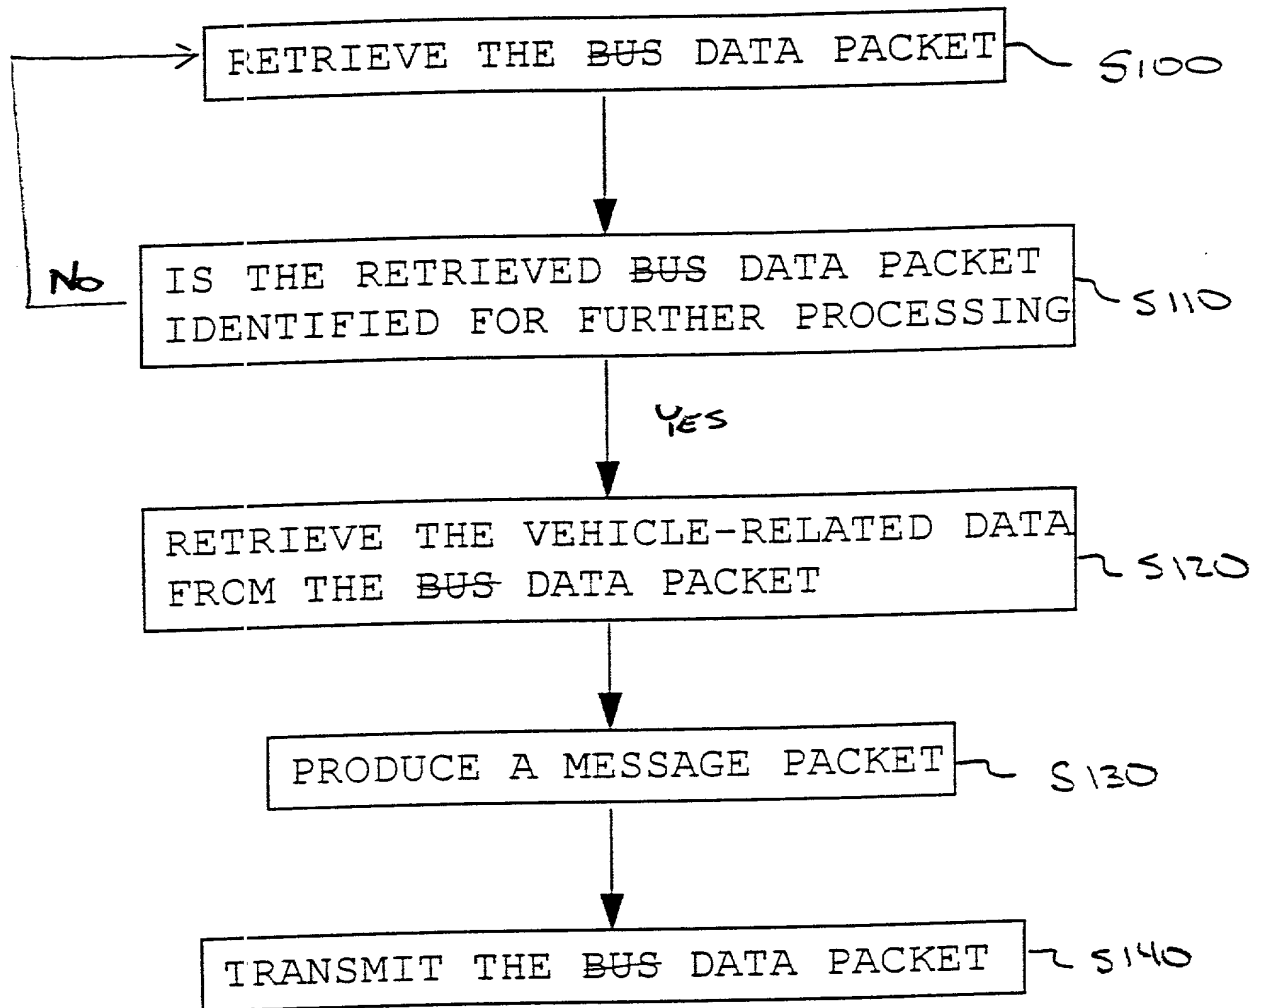 RETRIEVE THE BUS DATA PACKET
S100
IS THE RETRIEVED BUS DATA PACKET
IDENTIFIED FOR FURTHER PROCESSING
No
S110
YES
RETRIEVE THE VEHICLE-RELATED DATA
FROM THE BUS DATA PACKET
S120
PRODUCE A MESSAGE PACKET
S130
TRANSMIT THE BUS DATA PACKET
S140